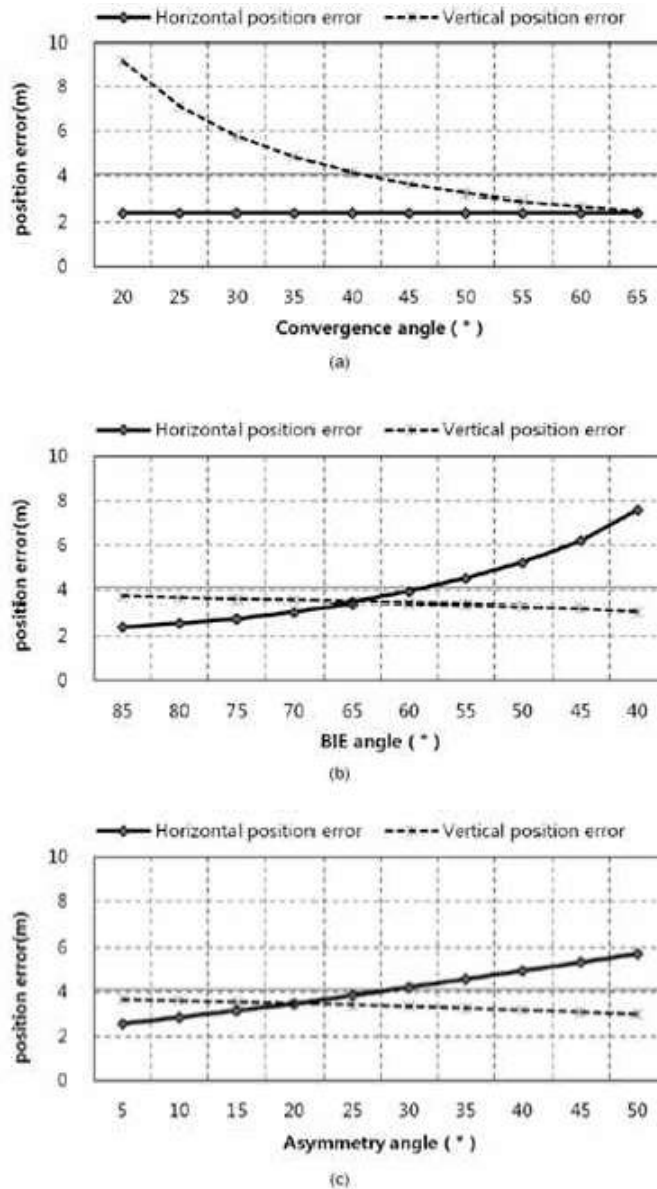 Horizontal position error Vertical position error
10
8
6
4
2
0
position error(m)
20 25 30 35 40 45 50 55 60 65
Convergence angle ( ° )
(a)
Horizontal position error Vertical position error
10
8
6
4
2
0
position error(m)
85 80 75 70 65 60 55 50 45 40
BIE angle ( ° )
(b)
Horizontal position error Vertical position error
10
8
6
4
2
0
position error(m)
5 10 15 20 25 30 35 40 45 50
Asymmetry angle ( ° )
(c)